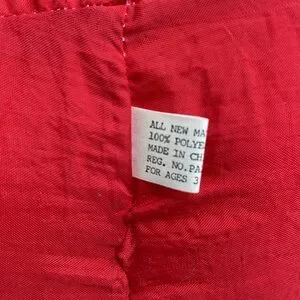 ALL NEW MA
100% POLYE
MADE IN CH
REG. NO.PA
FOR AGES 3